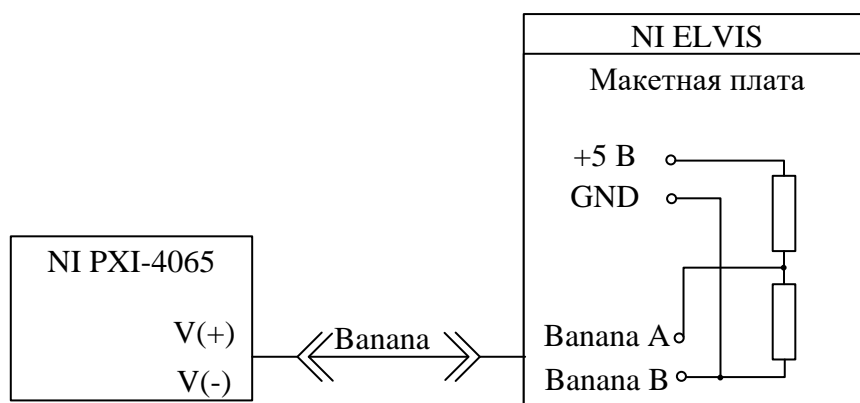 NI ELVIS
Макетная плата
+5 В
GND
NI PXI-4065
V(+)
Banana
Banana A
V(-)
Banana B